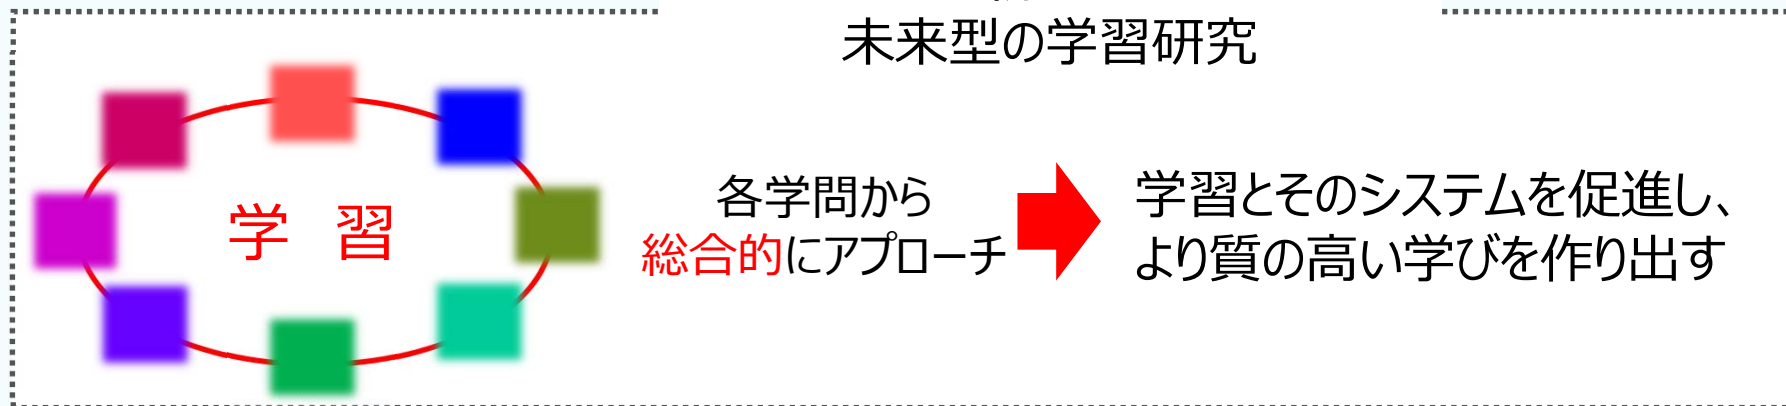 未来型の学習研究
学 習
各学問から
総合的にアプローチ
学習とそのシステムを促進し、
より質の高い学びを作り出す